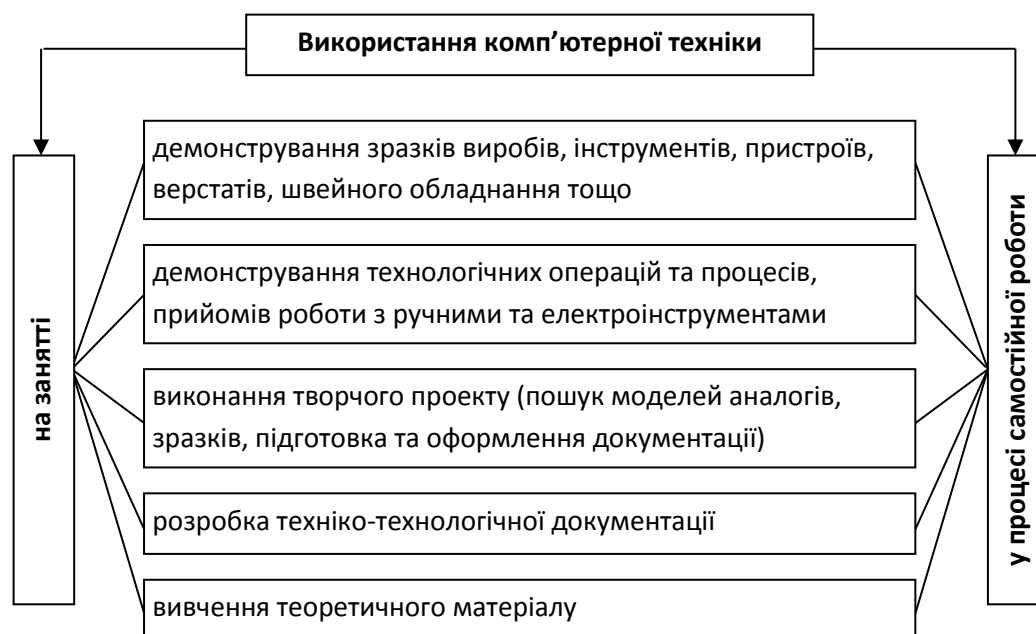 Використання комп’ютерної техніки
на занятті
демонстрування зразків виробів, інструментів, пристроїв,
верстатів, швейного обладнання тощо
демонстрування технологічних операцій та процесів,
прийомів роботи з ручними та електроінструментами
виконання творчого проекту (пошук моделей аналогів,
зразків, підготовка та оформлення документації)
розробка техніко-технологічної документації
вивчення теоретичного матеріалу
у процесі самостійної роботи